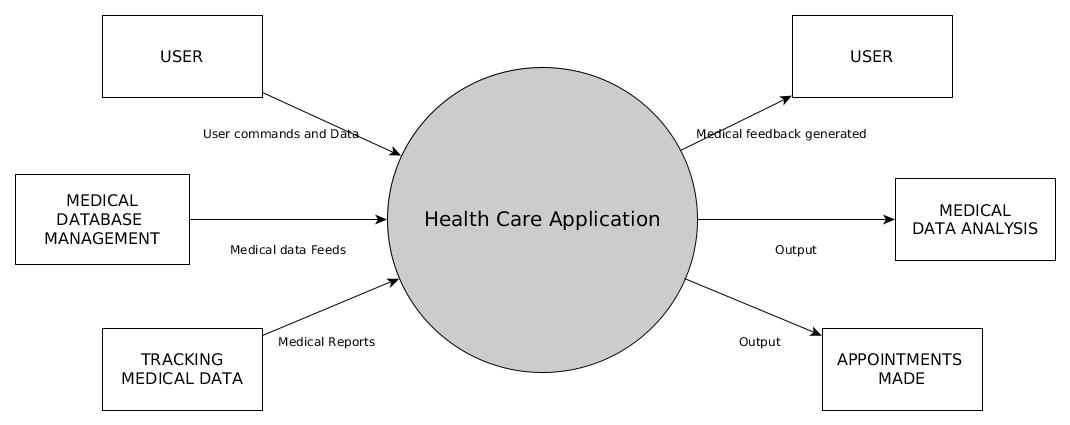 USER
USER
User commands and Data
Medical feedback generated
MEDICAL
DATABASE
MANAGEMENT
Health Care Application
MEDICAL
DATA ANALYSIS
Medical data Feeds
Output
Medical Reports
Output
TRACKING
MEDICAL DATA
APPOINTMENTS
MADE